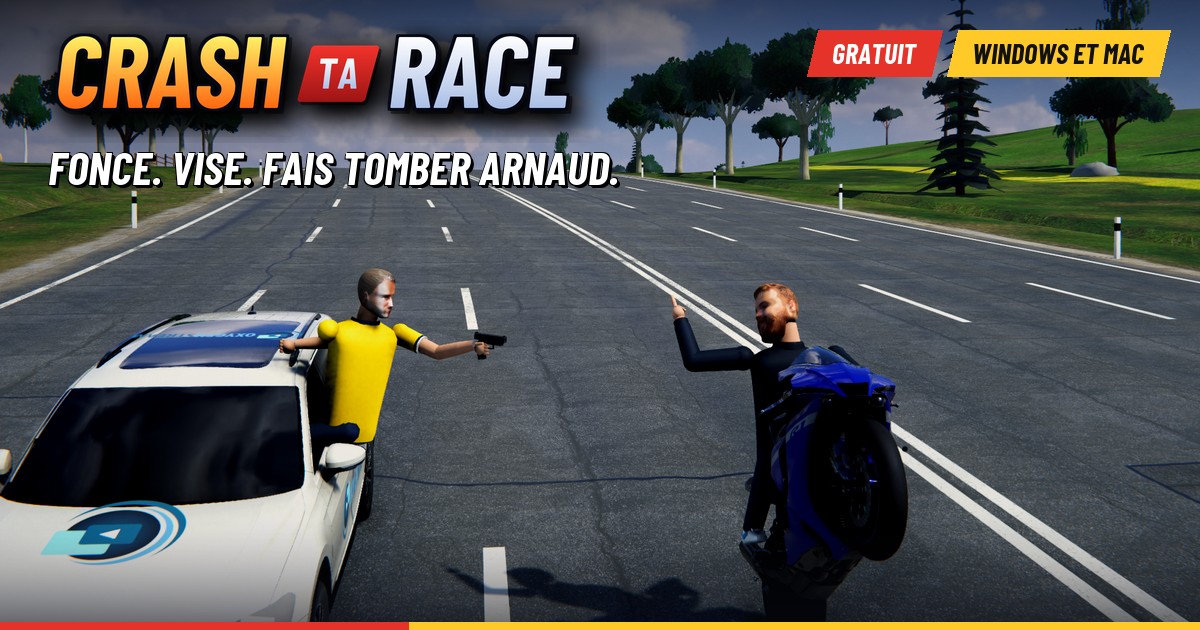 CRASH TA RACE
GRATUIT
WINDOWS ET MAC
FONCE. VISE. FAIS TOMBER ARNAUD.